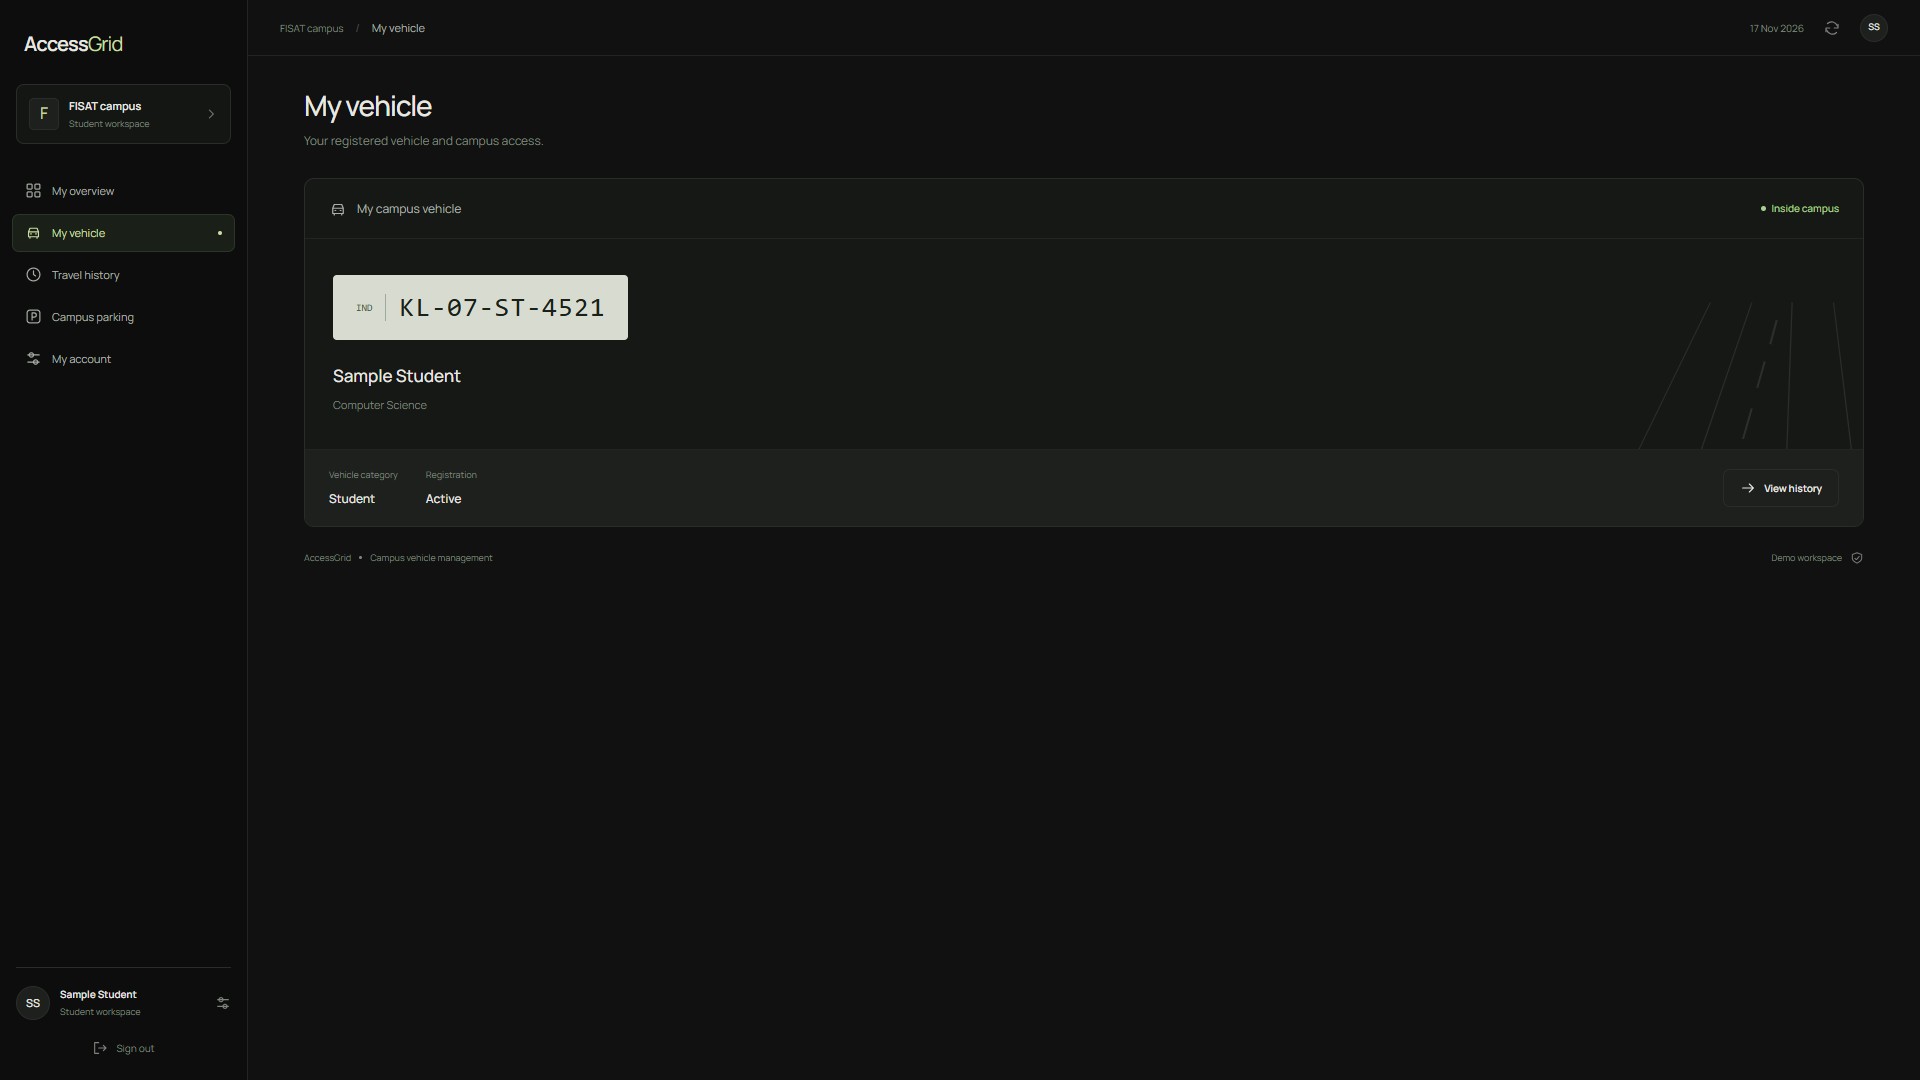 AccessGrid
FISAT campus / My vehicle
17 Nov 2026
SS
F
FISAT campus
Student workspace
My overview
My vehicle
Travel history
P
Campus parking
My account
My vehicle
Your registered vehicle and campus access.
My campus vehicle
Inside campus
IND KL-07-ST-4521
Sample Student
Computer Science
Vehicle category
Student
Registration
Active
View history
AccessGrid • Campus vehicle management
Demo workspace
SS
Sample Student
Student workspace
Sign out